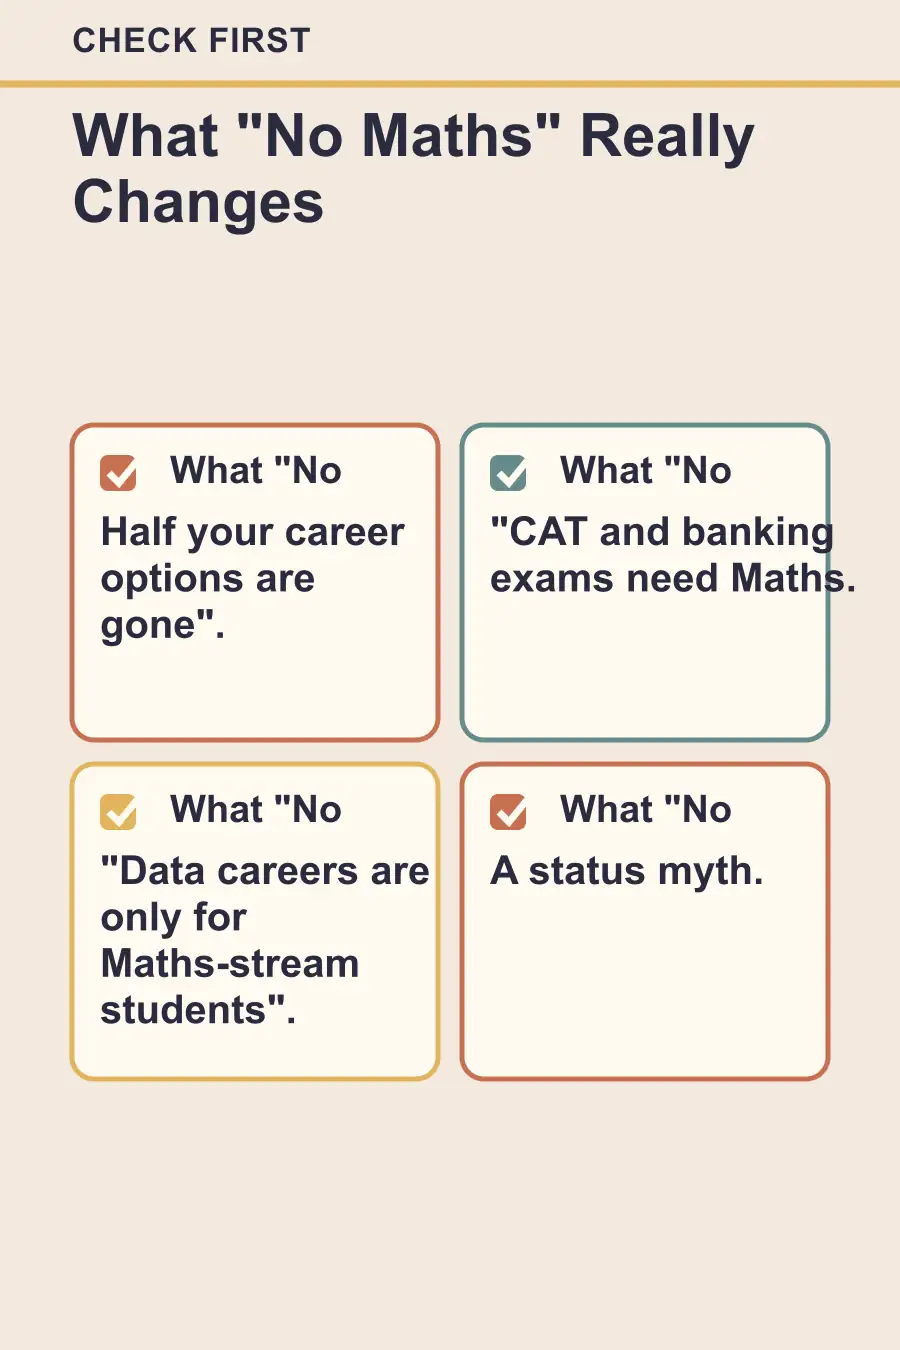 CHECK FIRST
What "No Maths" Really
Changes
What "No
Half your career
options are
gone".
What "No
"CAT and banking
exams need Maths.
What "No
"Data careers are
only for
Maths-stream
students".
What "No
A status myth.